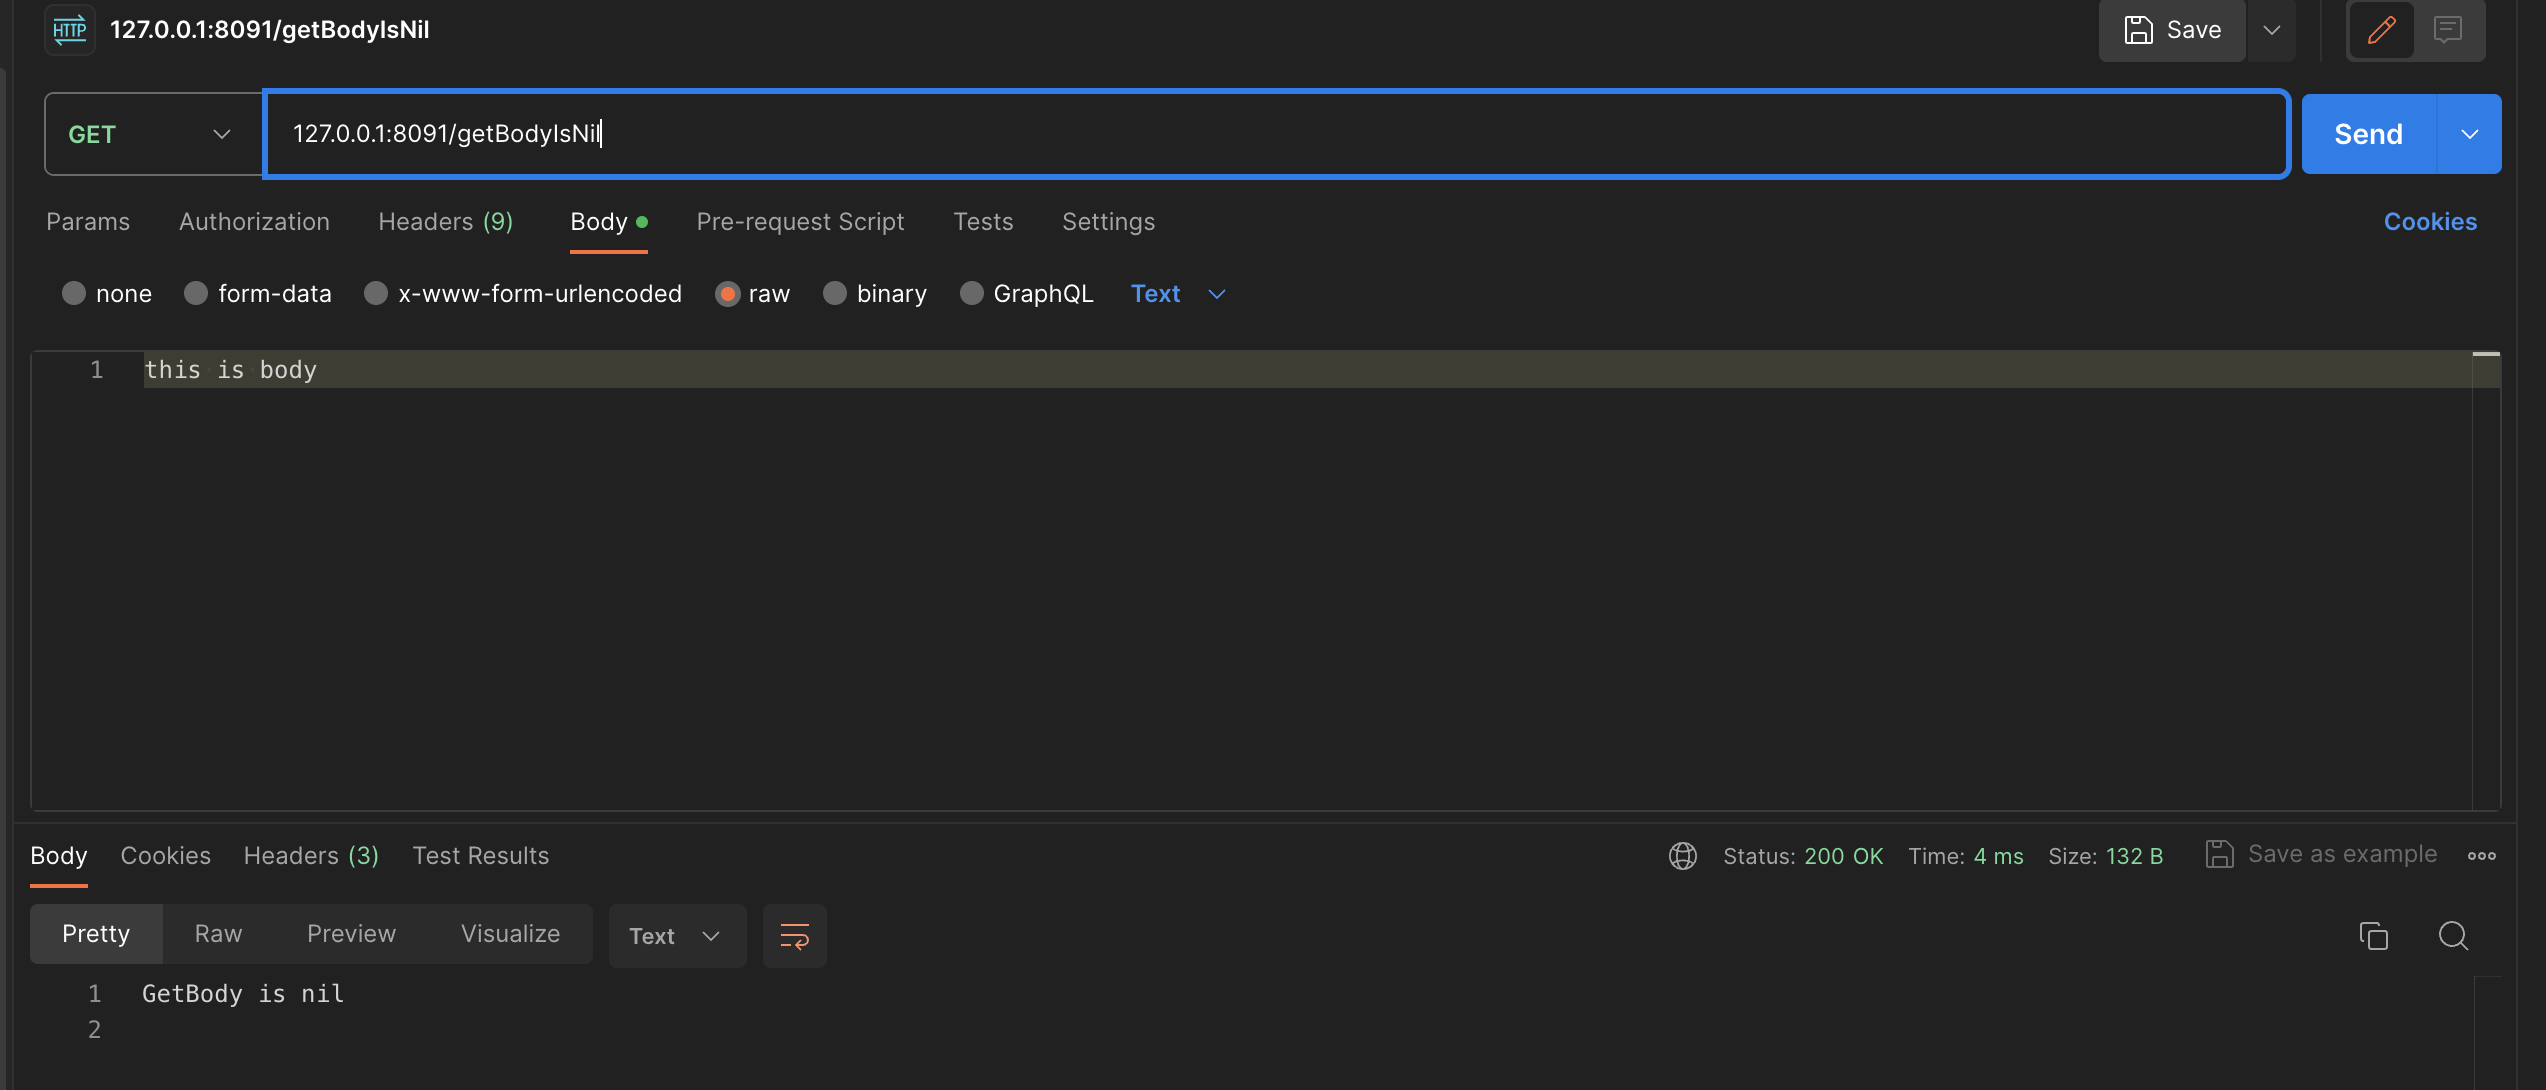 HTTP 127.0.0.1:8091/getBodyIsNil Save
GET 127.0.0.1:8091/getBodyIsNil Send
Params Authorization Headers (9) Body Pre-request Script Tests Settings Cookies
none form-data x-www-form-urlencoded raw binary GraphQL Text
1 this is body
Body Cookies Headers (3) Test Results Status: 200 OK Time: 4 ms Size: 132 B Save as example
Pretty Raw Preview Visualize Text
1 GetBody is nil
2